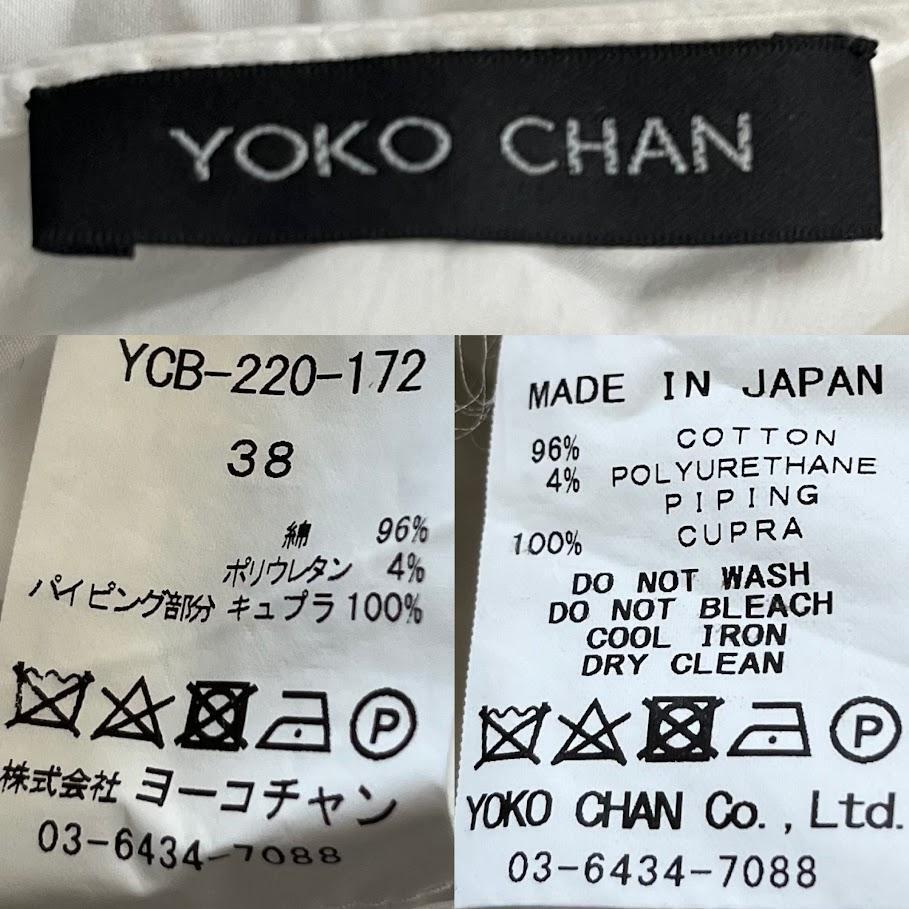 YOKO CHAN
YCB-220-172
38
綿 96%
ポリウレタン 4%
パイピング部分 キュプラ 100%
P
株式会社 ヨーコチャン
03-6434-7088
MADE IN JAPAN
96% COTTON
4% POLYURETHANE
PIPING
100% CUPRA
DO NOT WASH
DO NOT BLEACH
COOL IRON
DRY CLEAN
P
YOKO CHAN Co., Ltd.
03-6434-7088